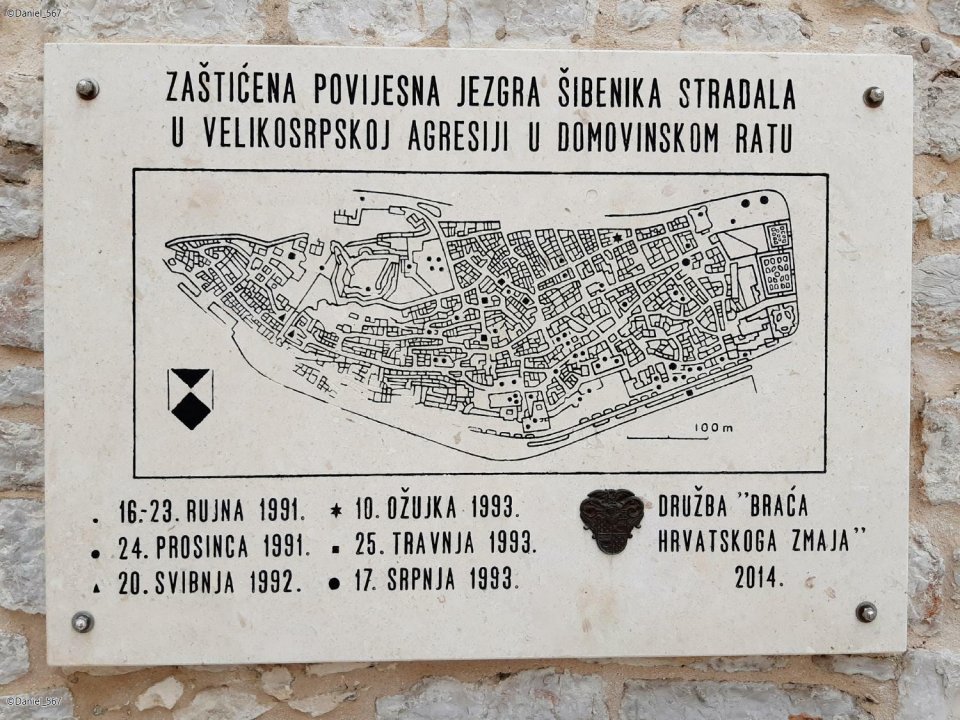 ©Daniel_567
ZAŠTIĆENA POVIJESNA JEZGRA ŠIBENIKA STRADALA
U VELIKOSRPSKOJ AGRESIJI U DOMOVINSKOM RATU
100 m
16.-23. RUJNA 1991.
24. PROSINCA 1991.
20. SVIBNJA 1992.
10. OŽUJKA 1993.
25. TRAVNJA 1993.
17. SRPNJA 1993.
DRUŽBA "BRAĆA
HRVATSKOGA ZMAJA"
2014.
©Daniel_567